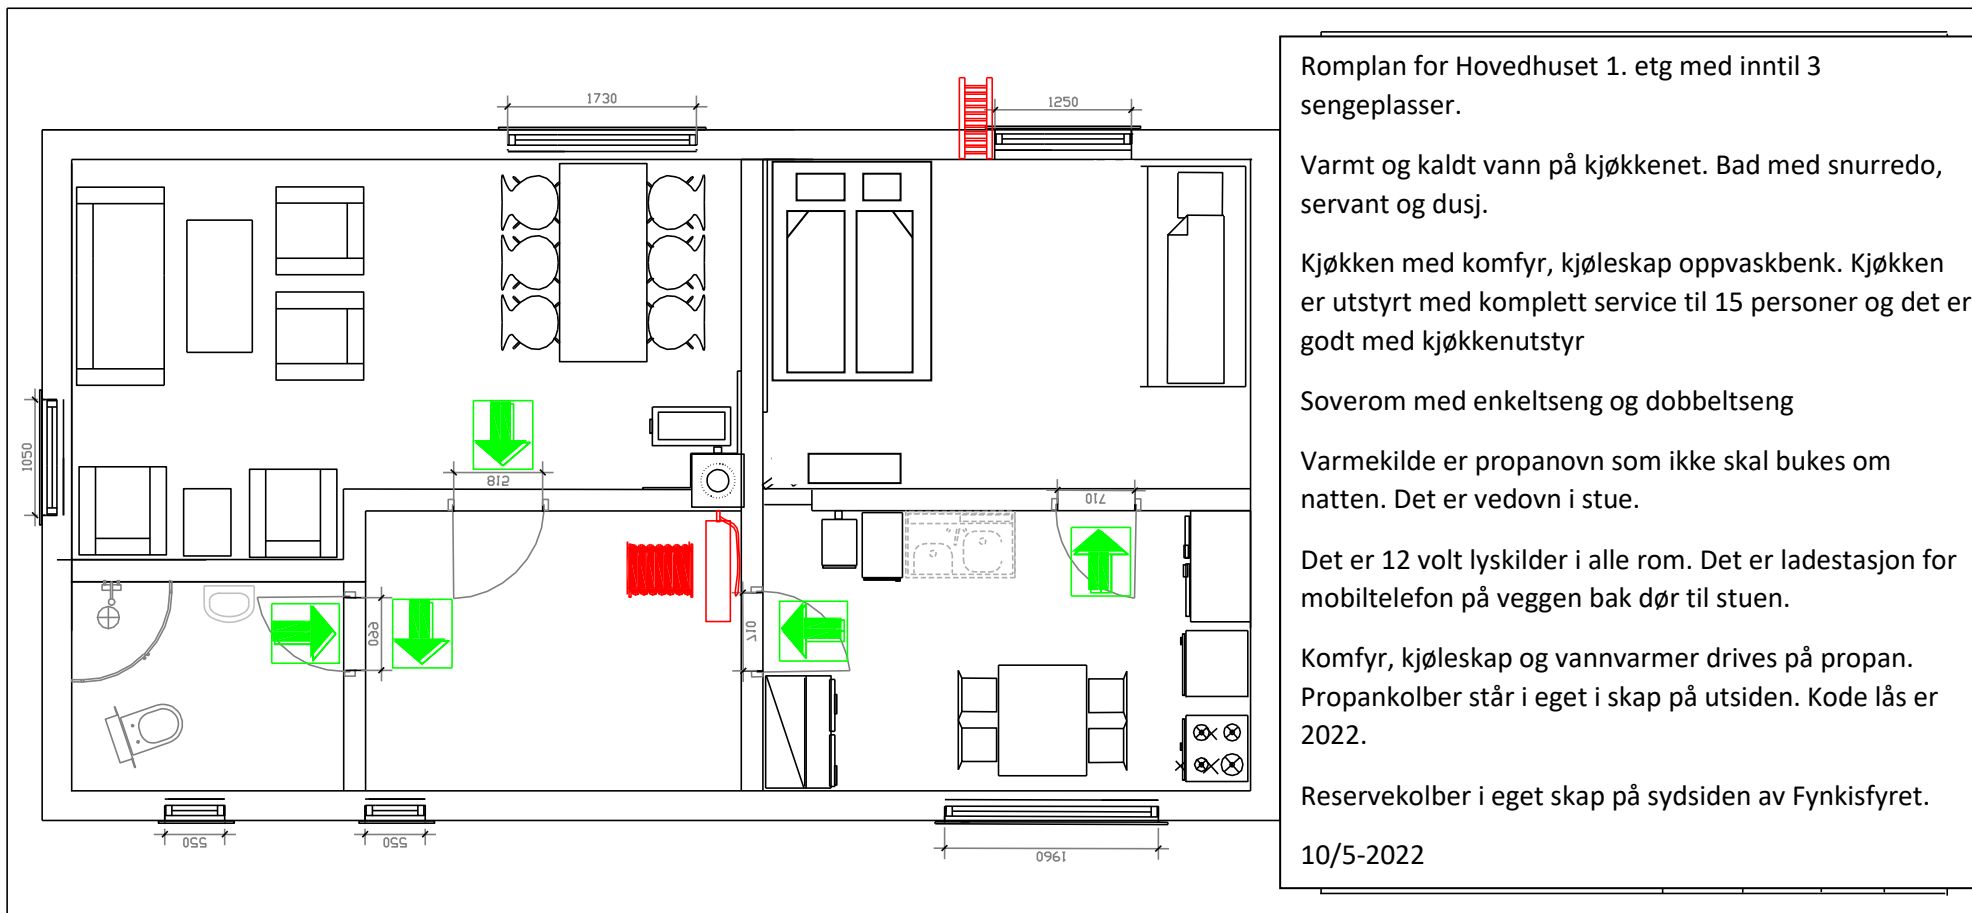 1730
1250
Romplan for Hovedhuset 1. etg med inntil 3
sengeplasser.
Varmt og kaldt vann på kjøkkenet. Bad med snurredo,
servant og dusj.
Kjøkken med komfyr, kjøleskap oppvaskbenk. Kjøkken
er utstyrt med komplett service til 15 personer og det er
godt med kjøkkenutstyr
Soverom med enkeltseng og dobbeltseng
Varmekilde er propanovn som ikke skal bukes om
natten. Det er vedovn i stue.
Det er 12 volt lyskilder i alle rom. Det er ladestasjon for
mobiltelefon på veggen bak dør til stuen.
Komfyr, kjøleskap og vannvarmer drives på propan.
Propankolber står i eget i skap på utsiden. Kode lås er
2022.
Reservekolber i eget skap på sydsiden av Fynkisfyret.
10/5-2022
1050
812
710
660
710
550
550
1960